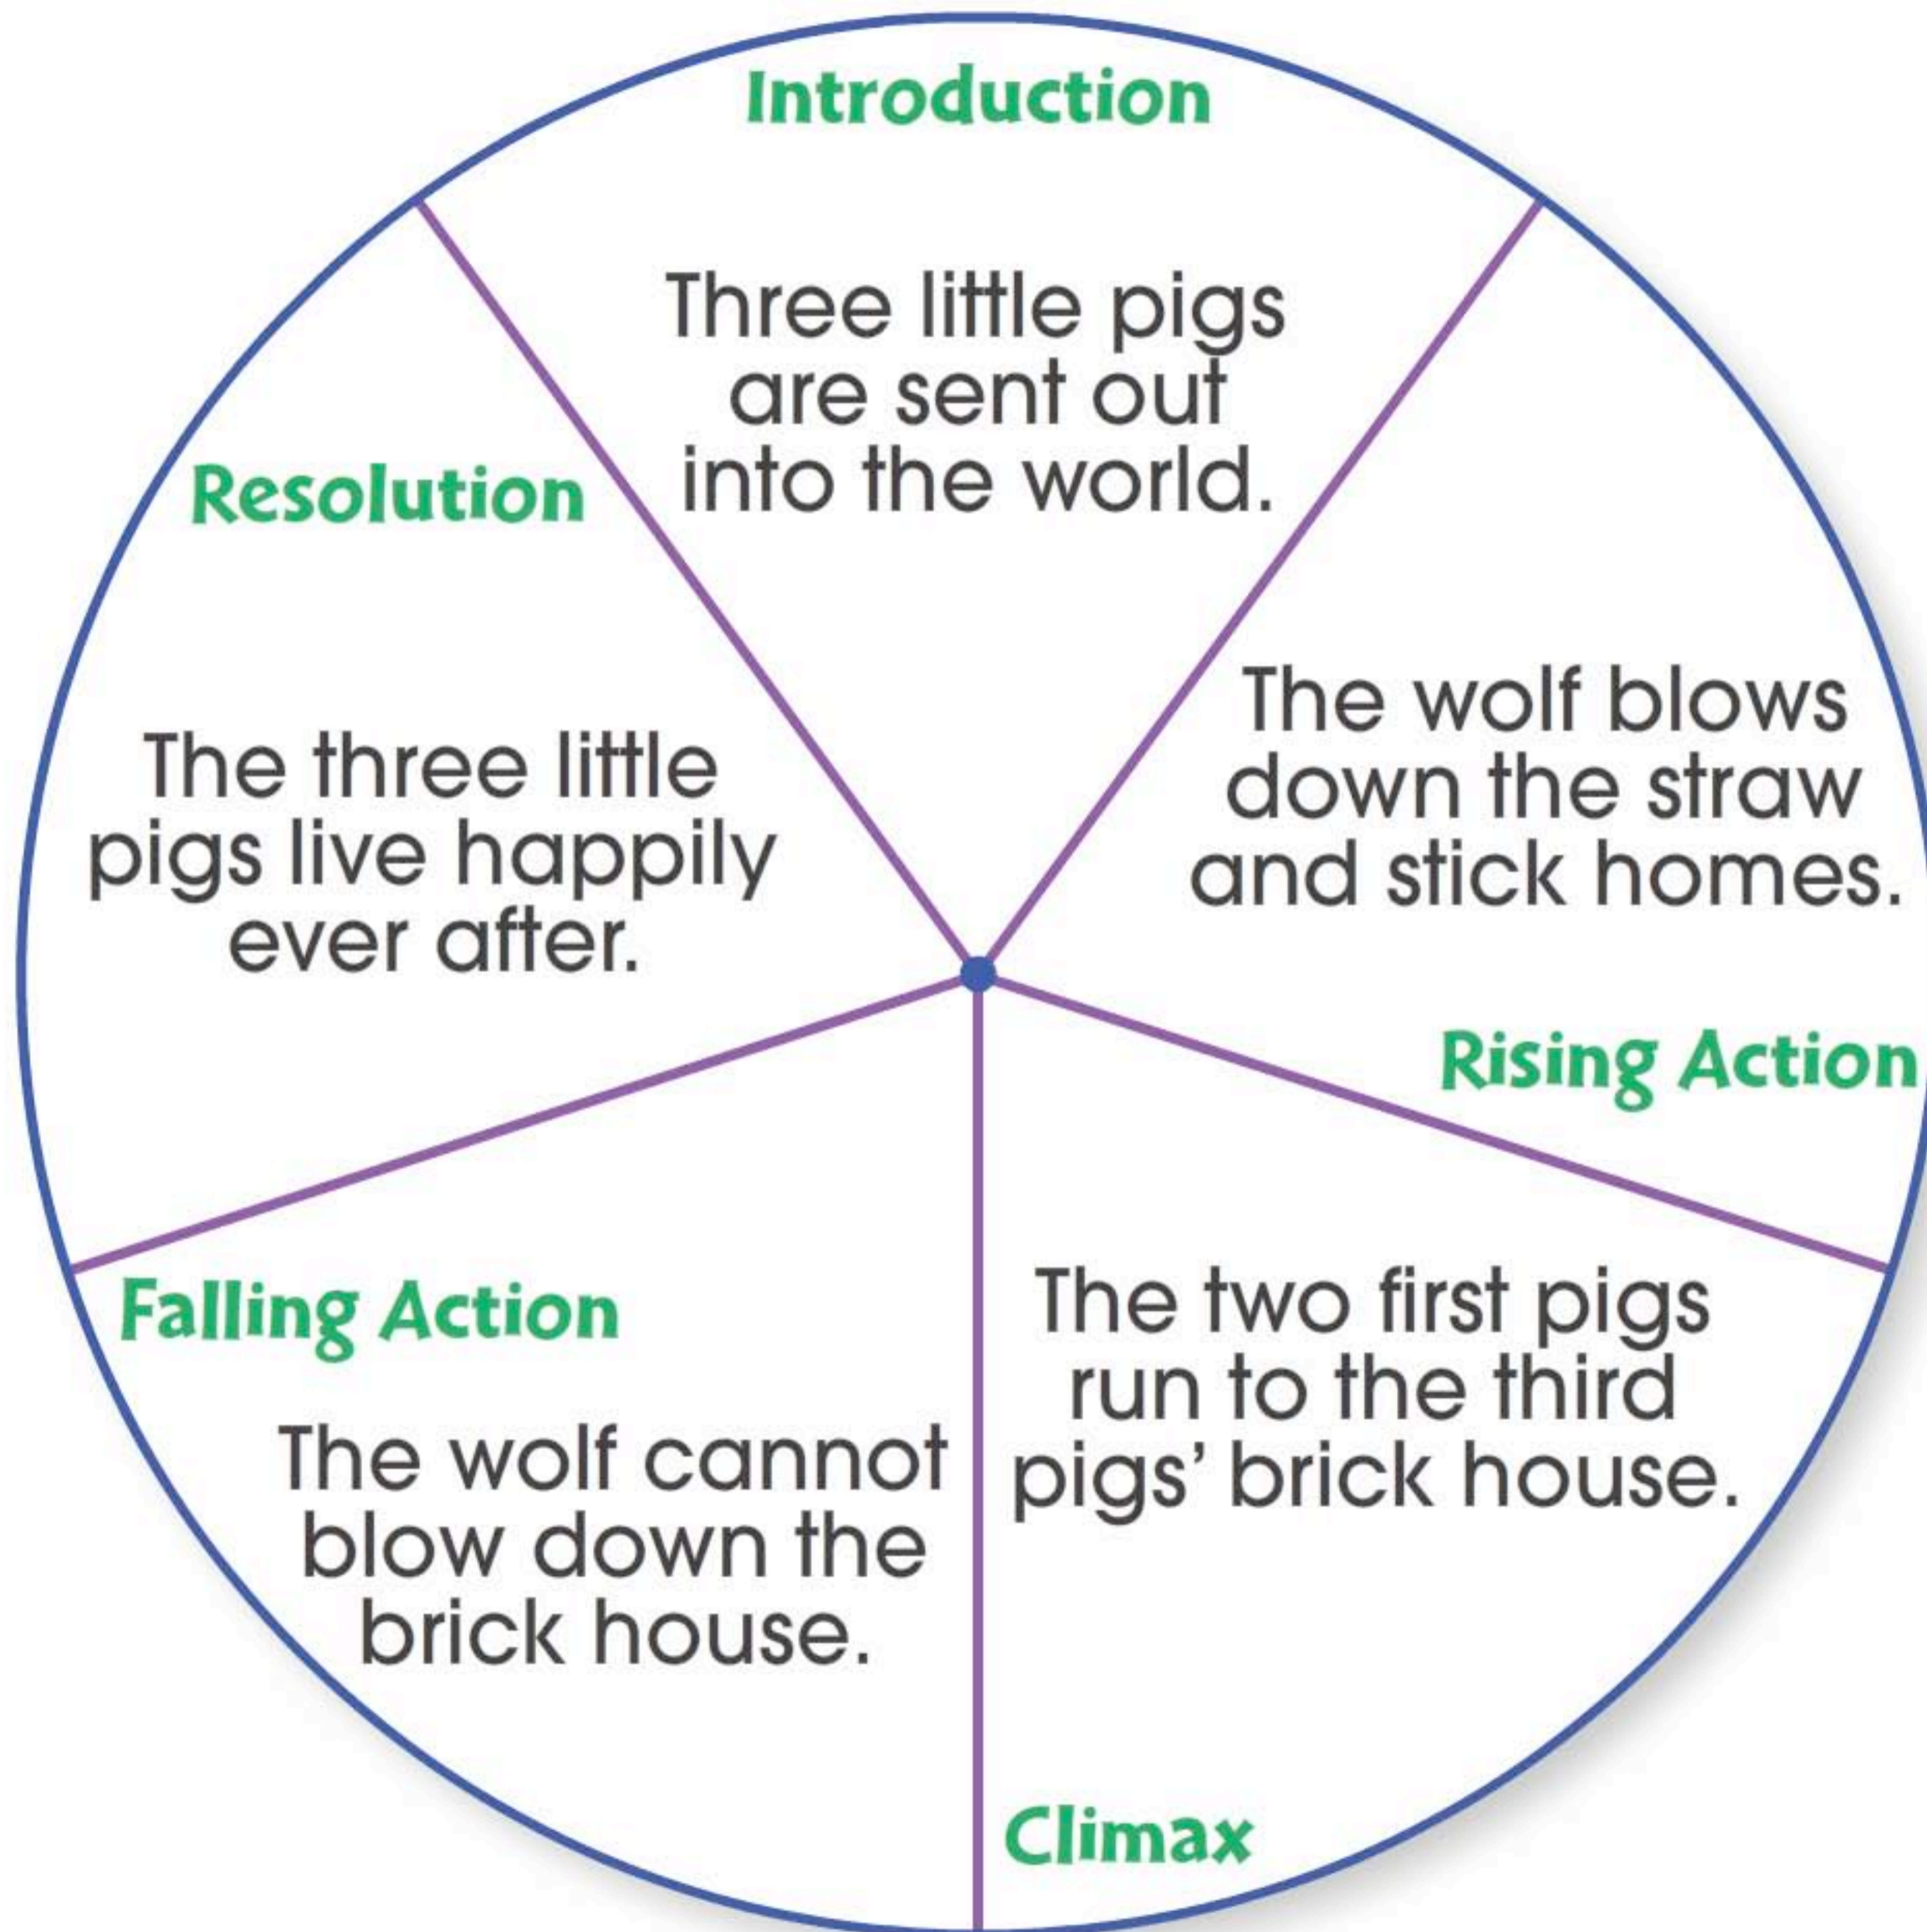 Introduction
Three little pigs
are sent out
into the world.
The wolf blows
down the straw
and stick homes.
Rising Action
The two first pigs
run to the third
pigs’ brick house.
Climax
Falling Action
The wolf cannot
blow down the
brick house.
Resolution
The three little
pigs live happily
ever after.